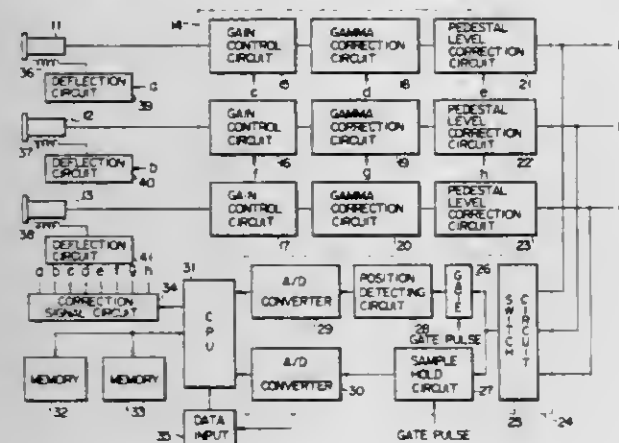 11
14
GAIN
CONTROL
CIRCUIT
GAMMA
CORRECTION
CIRCUIT
PEDESTAL
LEVEL
CORRECTION
CIRCUIT
36
DEFLECTION
CIRCUIT
a
39
c
15
d
18
e
21
12
GAIN
CONTROL
CIRCUIT
GAMMA
CORRECTION
CIRCUIT
PEDESTAL
LEVEL
CORRECTION
CIRCUIT
37
DEFLECTION
CIRCUIT
b
40
f
16
g
19
h
22
13
GAIN
CONTROL
CIRCUIT
GAMMA
CORRECTION
CIRCUIT
PEDESTAL
LEVEL
CORRECTION
CIRCUIT
38
DEFLECTION
CIRCUIT
41
17
20
23
a b c d e f g h
31
34
CORRECTION
SIGNAL CIRCUIT
CPU
A/D
CONVERTER
29
POSITION
DETECTING
CIRCUIT
28
GATE
26
SWITCH
CIRCUIT
GATE PULSE
MEMORY
32
MEMORY
33
A/D
CONVERTER
30
SAMPLE
HOLD
CIRCUIT
27
25
24
35
DATA
INPUT
GATE PULSE